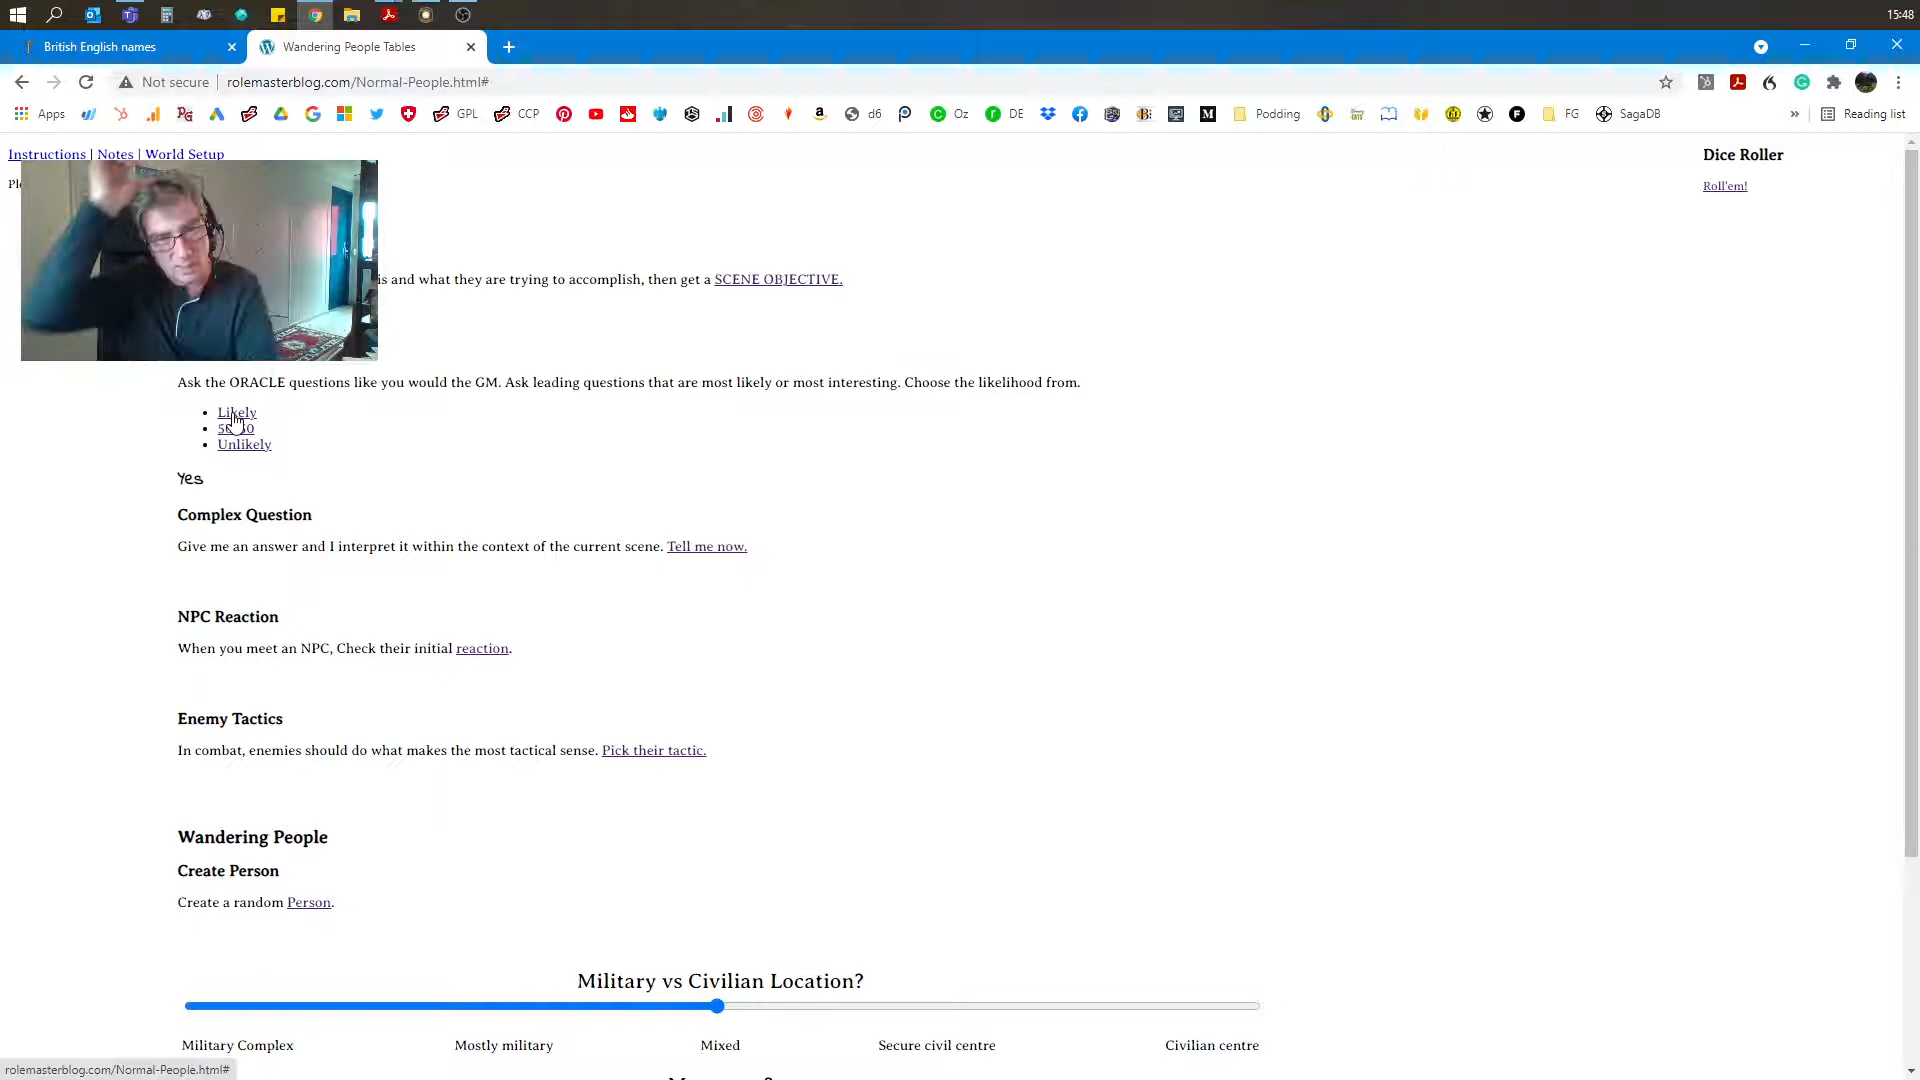 15:48
British English names
Wandering People Tables
Not secure
rolemasterblog.com/Normal-People.html#
Apps
GPL
CCP
d6
Oz
DE
Podding
FG
SagaDB
Reading list
Instructions | Notes | World Setup
Dice Roller
Roll'em!
is and what they are trying to accomplish, then get a SCENE OBJECTIVE.
Ask the ORACLE questions like you would the GM. Ask leading questions that are most likely or most interesting. Choose the likelihood from.
Likely
Unlikely
Yes
Complex Question
Give me an answer and I interpret it within the context of the current scene. Tell me now.
NPC Reaction
When you meet an NPC, Check their initial reaction.
Enemy Tactics
In combat, enemies should do what makes the most tactical sense. Pick their tactic.
Wandering People
Create Person
Create a random Person.
Military vs Civilian Location?
Military Complex
Mostly military
Mixed
Secure civil centre
Civilian centre
rolemasterblog.com/Normal-People.html#